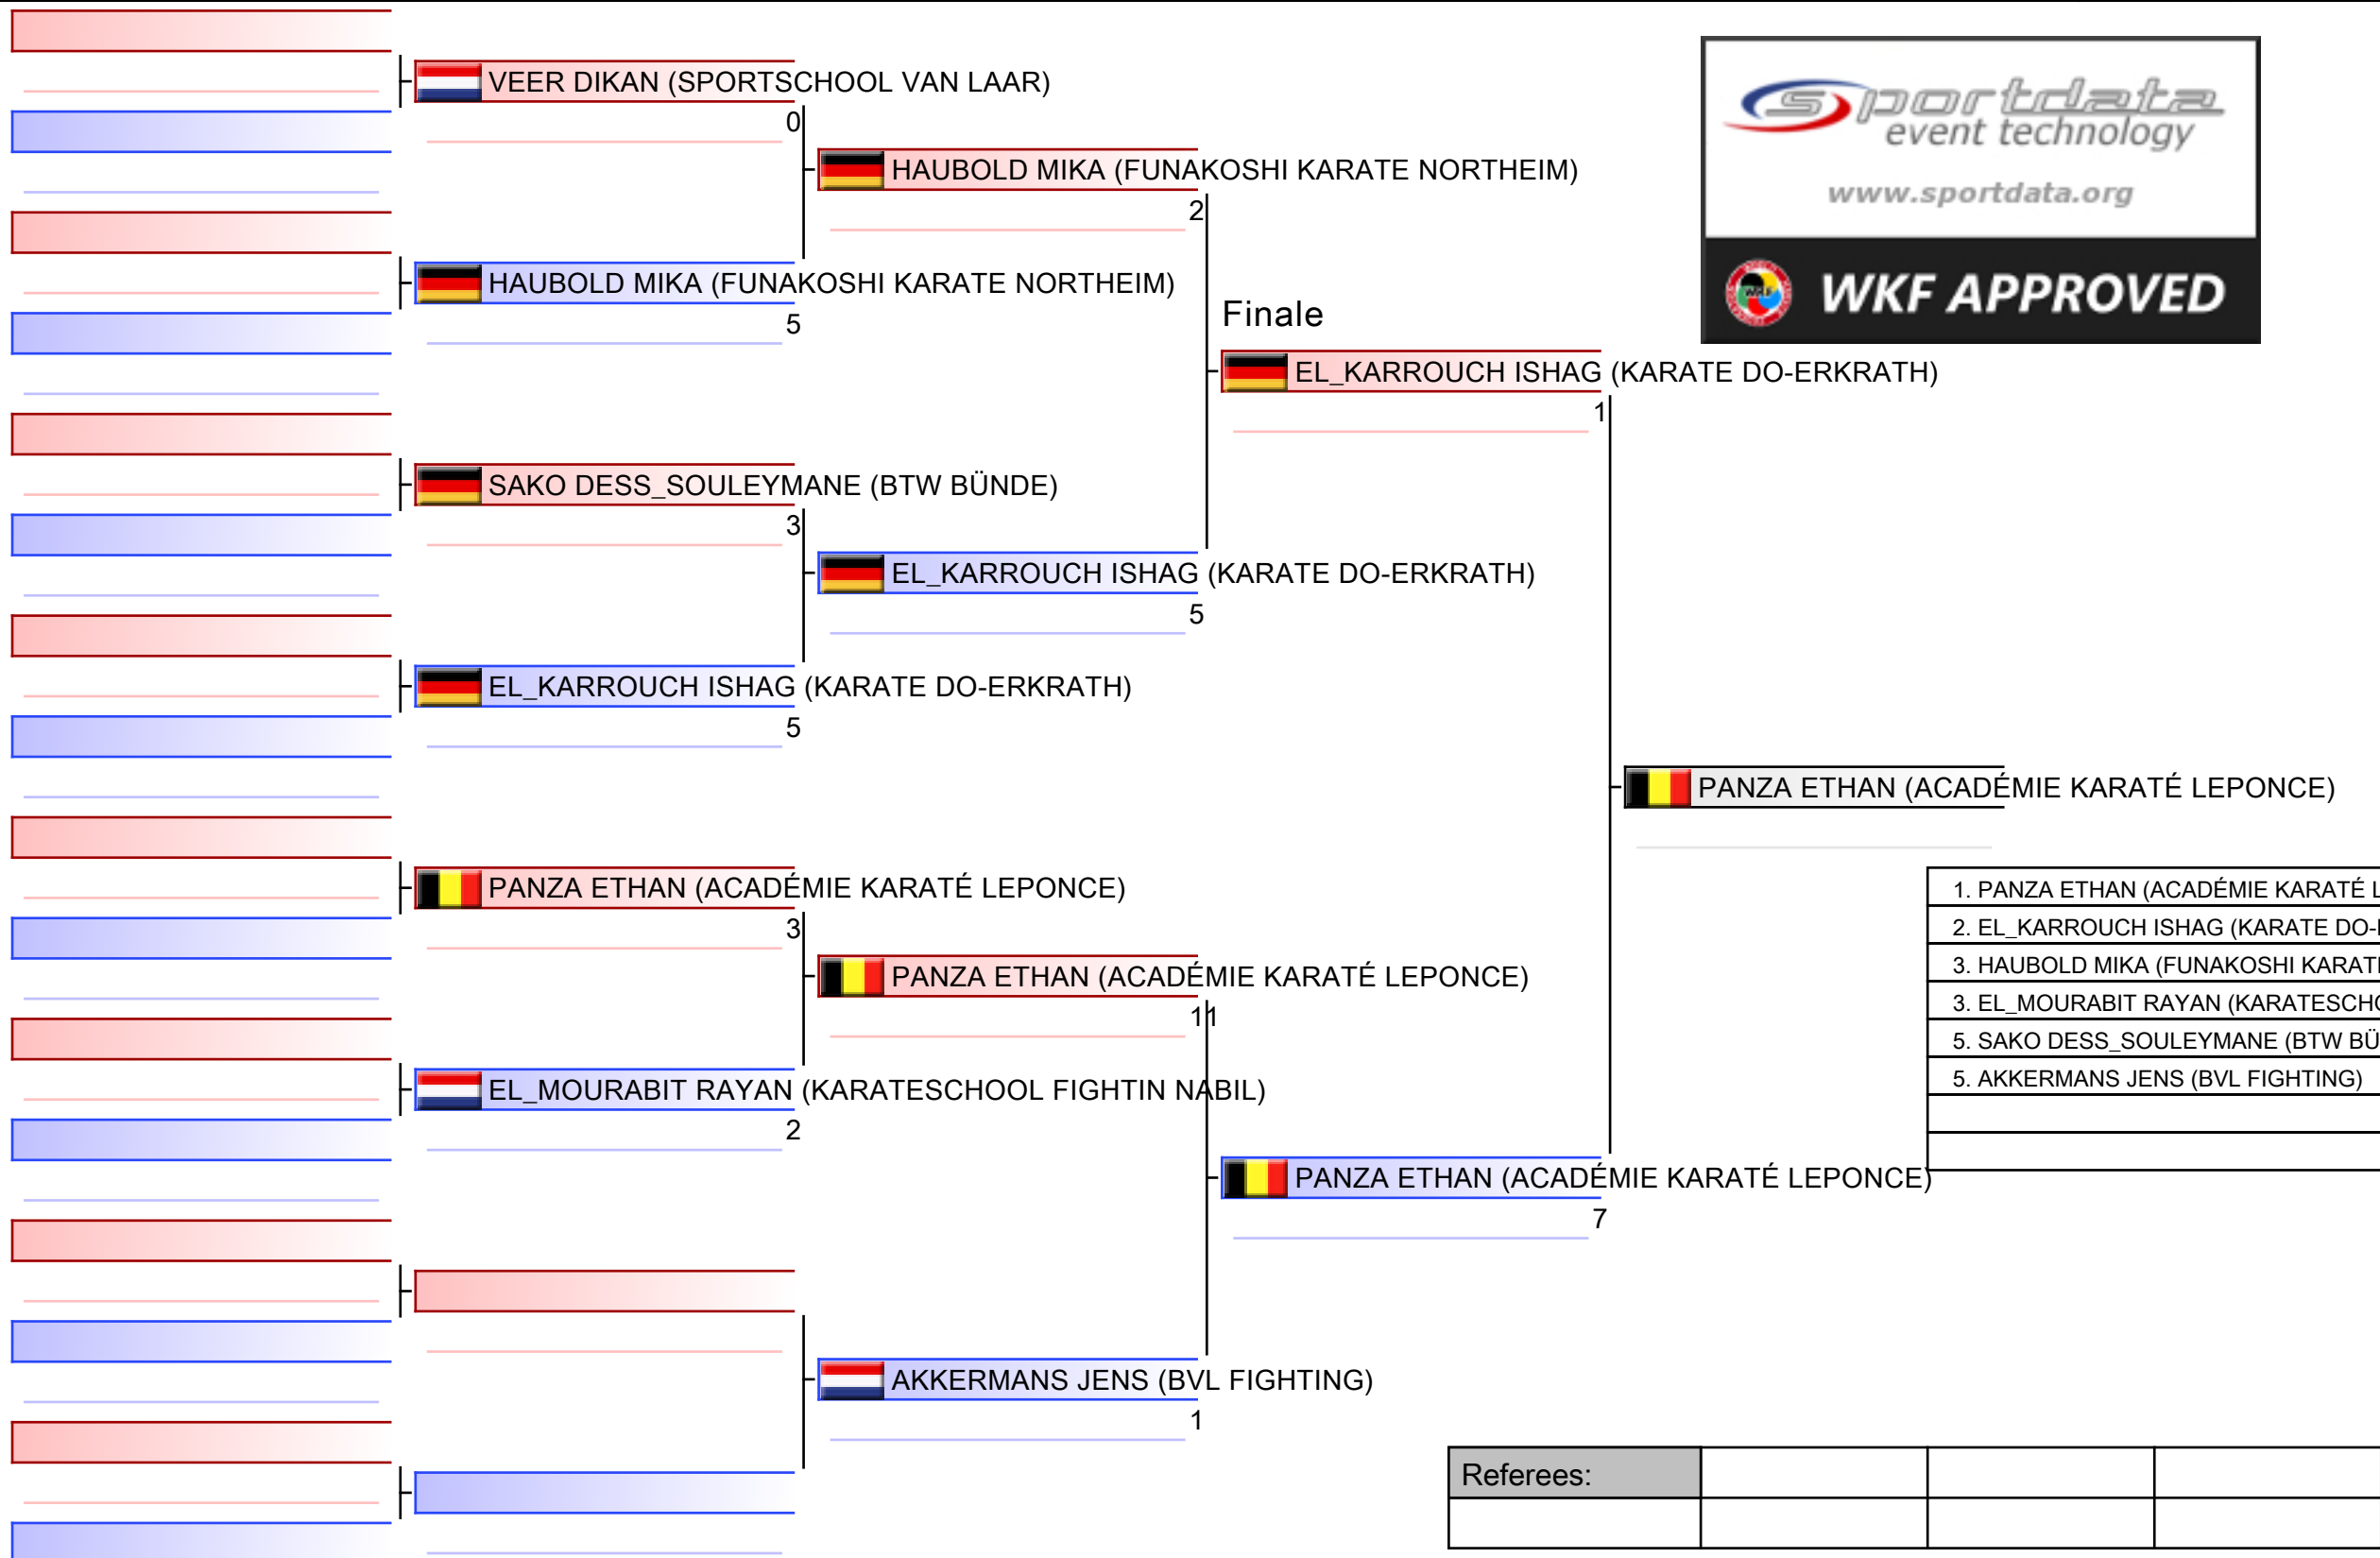 VEER DIKAN (SPORTSCHOOL VAN LAAR)
0
HAUBOLD MIKA (FUNAKOSHI KARATE NORTHEIM)
2
HAUBOLD MIKA (FUNAKOSHI KARATE NORTHEIM)
5
Finale
EL_KARROUCH ISHAG (KARATE DO-ERKRATH)
1
SAKO DESS_SOULEYMANE (BTW BÜNDE)
3
EL_KARROUCH ISHAG (KARATE DO-ERKRATH)
5
EL_KARROUCH ISHAG (KARATE DO-ERKRATH)
5
PANZA ETHAN (ACADÉMIE KARATÉ LEPONCE)
PANZA ETHAN (ACADÉMIE KARATÉ LEPONCE)
3
PANZA ETHAN (ACADÉMIE KARATÉ LEPONCE)
11
EL_MOURABIT RAYAN (KARATESCHOOL FIGHTIN NABIL)
2
PANZA ETHAN (ACADÉMIE KARATÉ LEPONCE)
7
AKKERMANS JENS (BVL FIGHTING)
1
sportdata
event technology
www.sportdata.org
WKF
WKF APPROVED
1. PANZA ETHAN (ACADÉMIE KARATÉ
2. EL_KARROUCH ISHAG (KARATE DO-
3. HAUBOLD MIKA (FUNAKOSHI KARAT
3. EL_MOURABIT RAYAN (KARATESCH
5. SAKO DESS_SOULEYMANE (BTW BÜ
5. AKKERMANS JENS (BVL FIGHTING)
Referees: